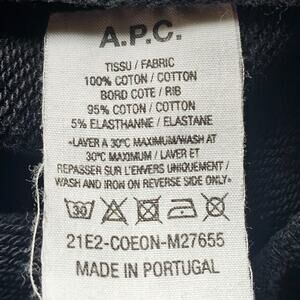 A.P.C.
TISSU / FABRIC
100% COTON / COTTON
BORD COTE / RIB
95% COTON / COTTON
5% ELASTHANNE / ELASTANE
•LAVER A 30°C MAXIMUM/WASH AT
30°C MAXIMUM / LAVER ET
REPASSER SUR L'ENVERS UNIQUEMENT /
WASH AND IRON ON REVERSE SIDE ONLY•
30
21E2-COEON-M27655
MADE IN PORTUGAL